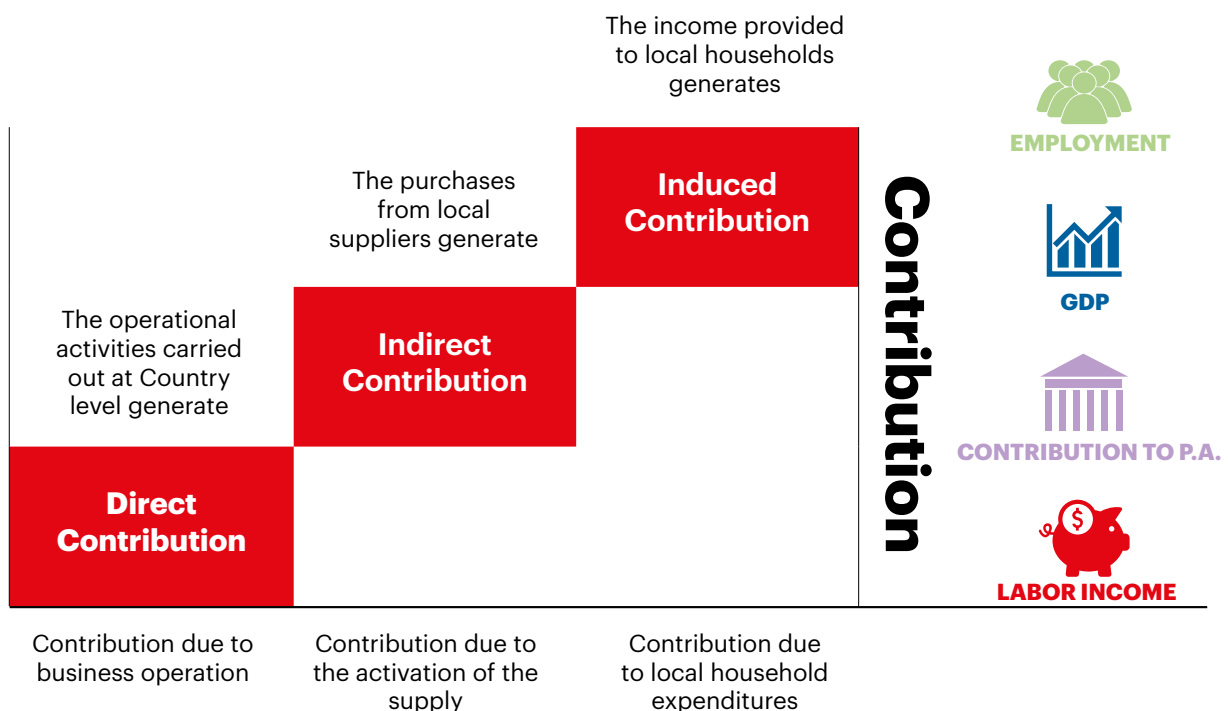 The income provided
to local households
generates
Induced
Contribution
The purchases
from local
suppliers generate
Indirect
Contribution
The operational
activities carried
out at Country
level generate
Direct
Contribution
Contribution
EMPLOYMENT
GDP
CONTRIBUTION TO P.A.
$
LABOR INCOME
Contribution due to
business operation
Contribution due to
the activation of the
supply
Contribution due
to local household
expenditures